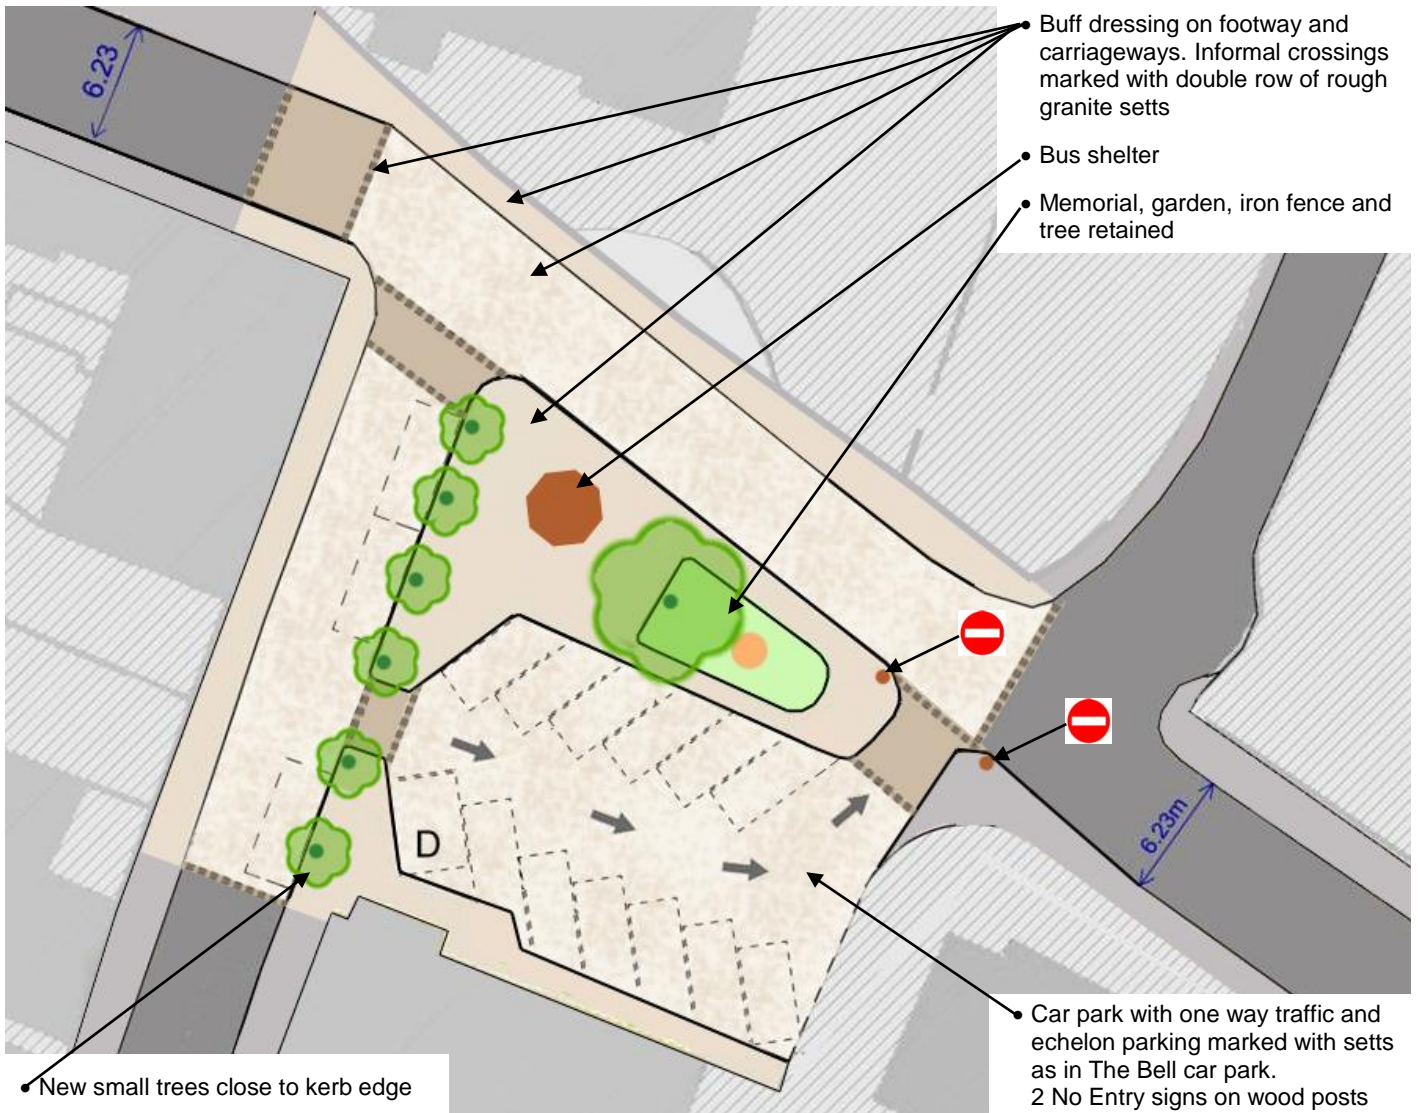 6.23
• Buff dressing on footway and
carriageways. Informal crossings
marked with double row of rough
granite setts
• Bus shelter
• Memorial, garden, iron fence and
tree retained
6.23m
D
• Car park with one way traffic and
echelon parking marked with setts
as in The Bell car park.
2 No Entry signs on wood posts
• New small trees close to kerb edge